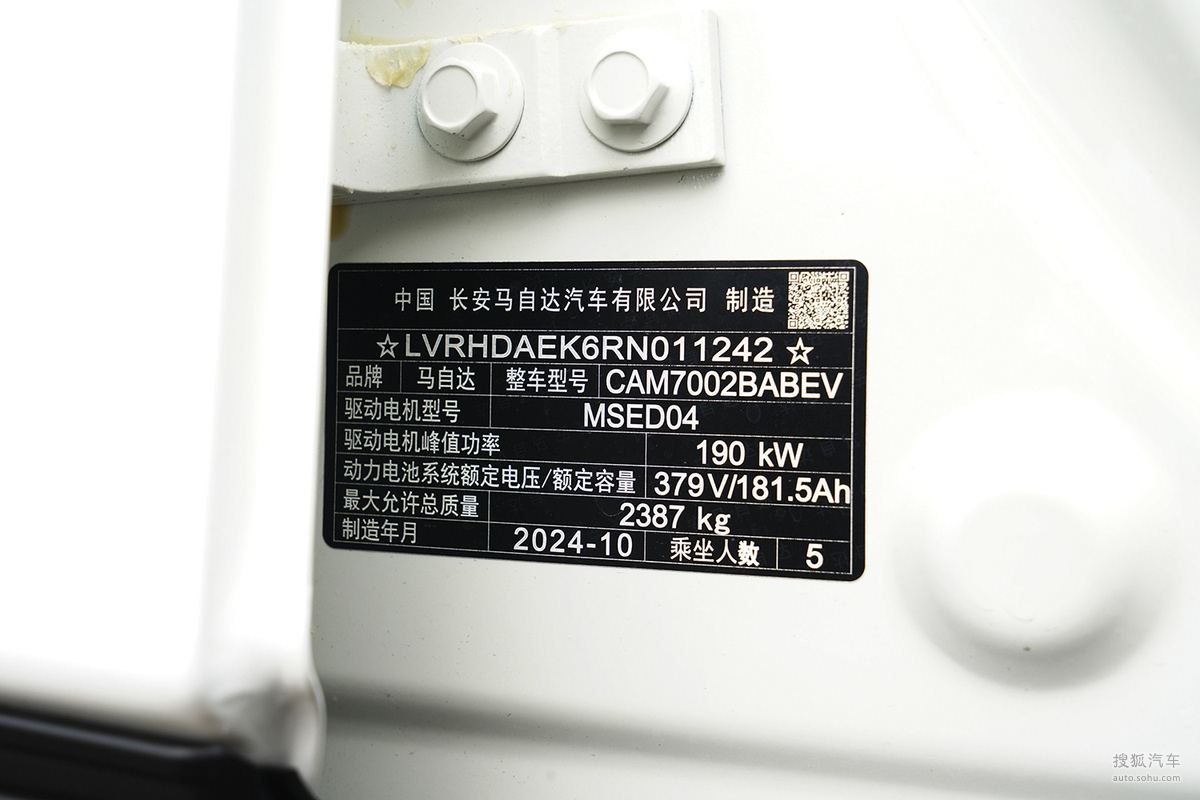 中国 长安马自达汽车有限公司 制造
☆LVRHDAEK6RN011242☆
品牌 马自达 整车型号 CAM7002BABEV
驱动电机型号 MSED04
驱动电机峰值功率 190 kW
动力电池系统额定电压/额定容量 379V/181.5Ah
最大允许总质量 2387 kg
制造年月 2024-10 乘坐人数 5
搜狐汽车
auto.sohu.com